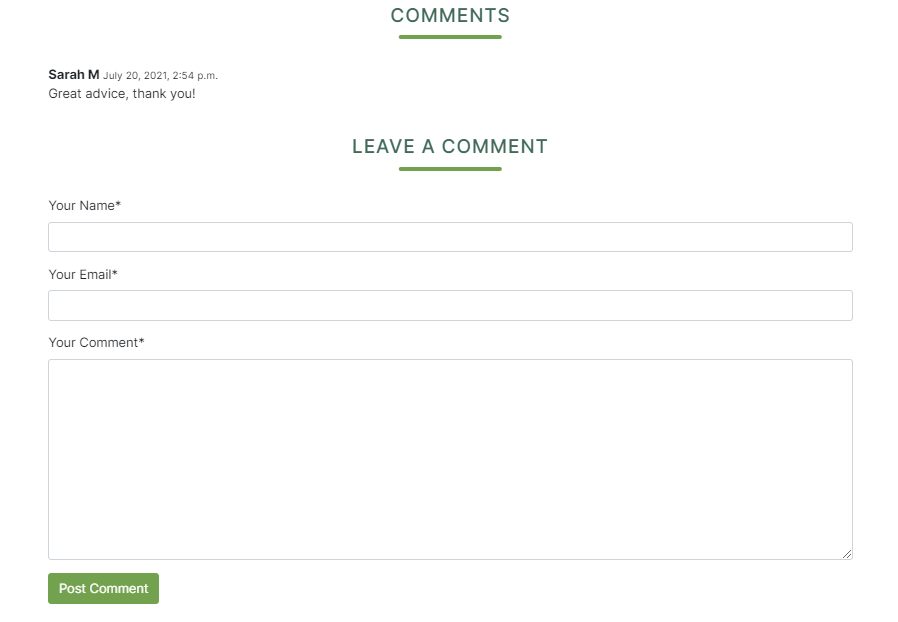 COMMENTS
Sarah M July 20, 2021, 2:54 p.m.
Great advice, thank you!
LEAVE A COMMENT
Your Name*
Your Email*
Your Comment*
Post Comment